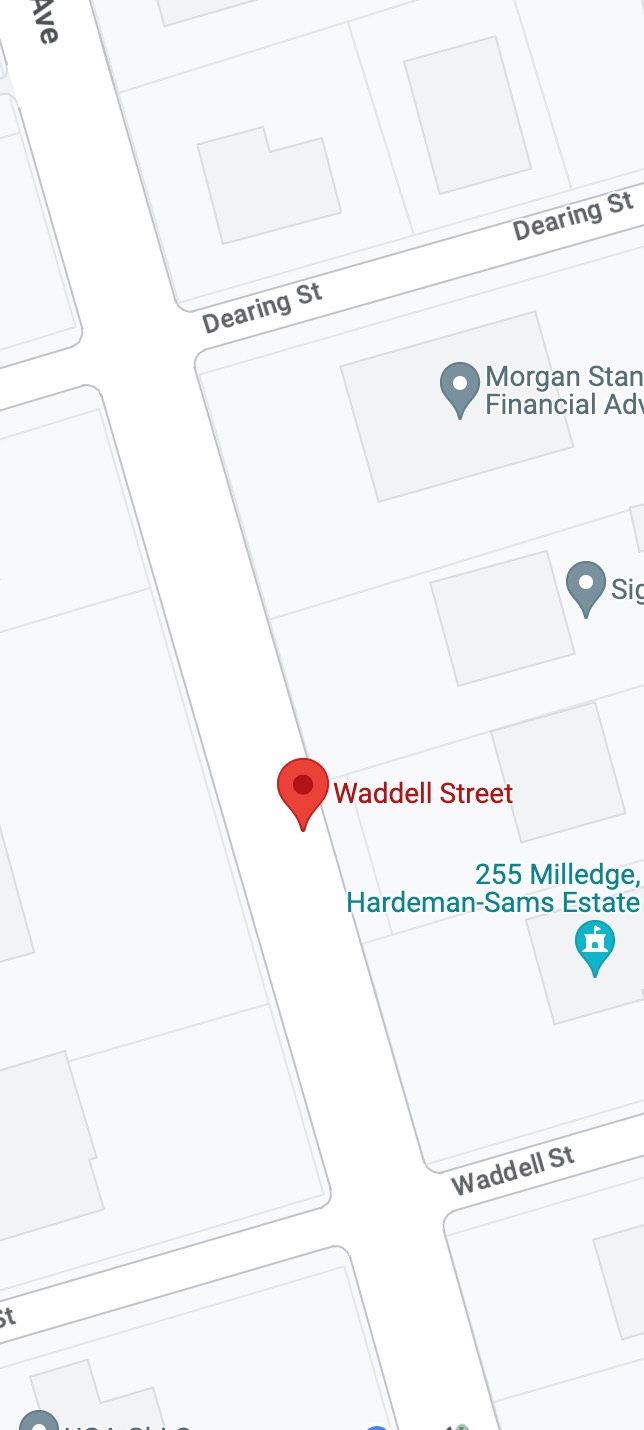 Ave
Dearing St
Dearing St
Morgan Stan
Financial Adv
Sig
Waddell Street
255 Milledge,
Hardeman-Sams Estate
Waddell St
St